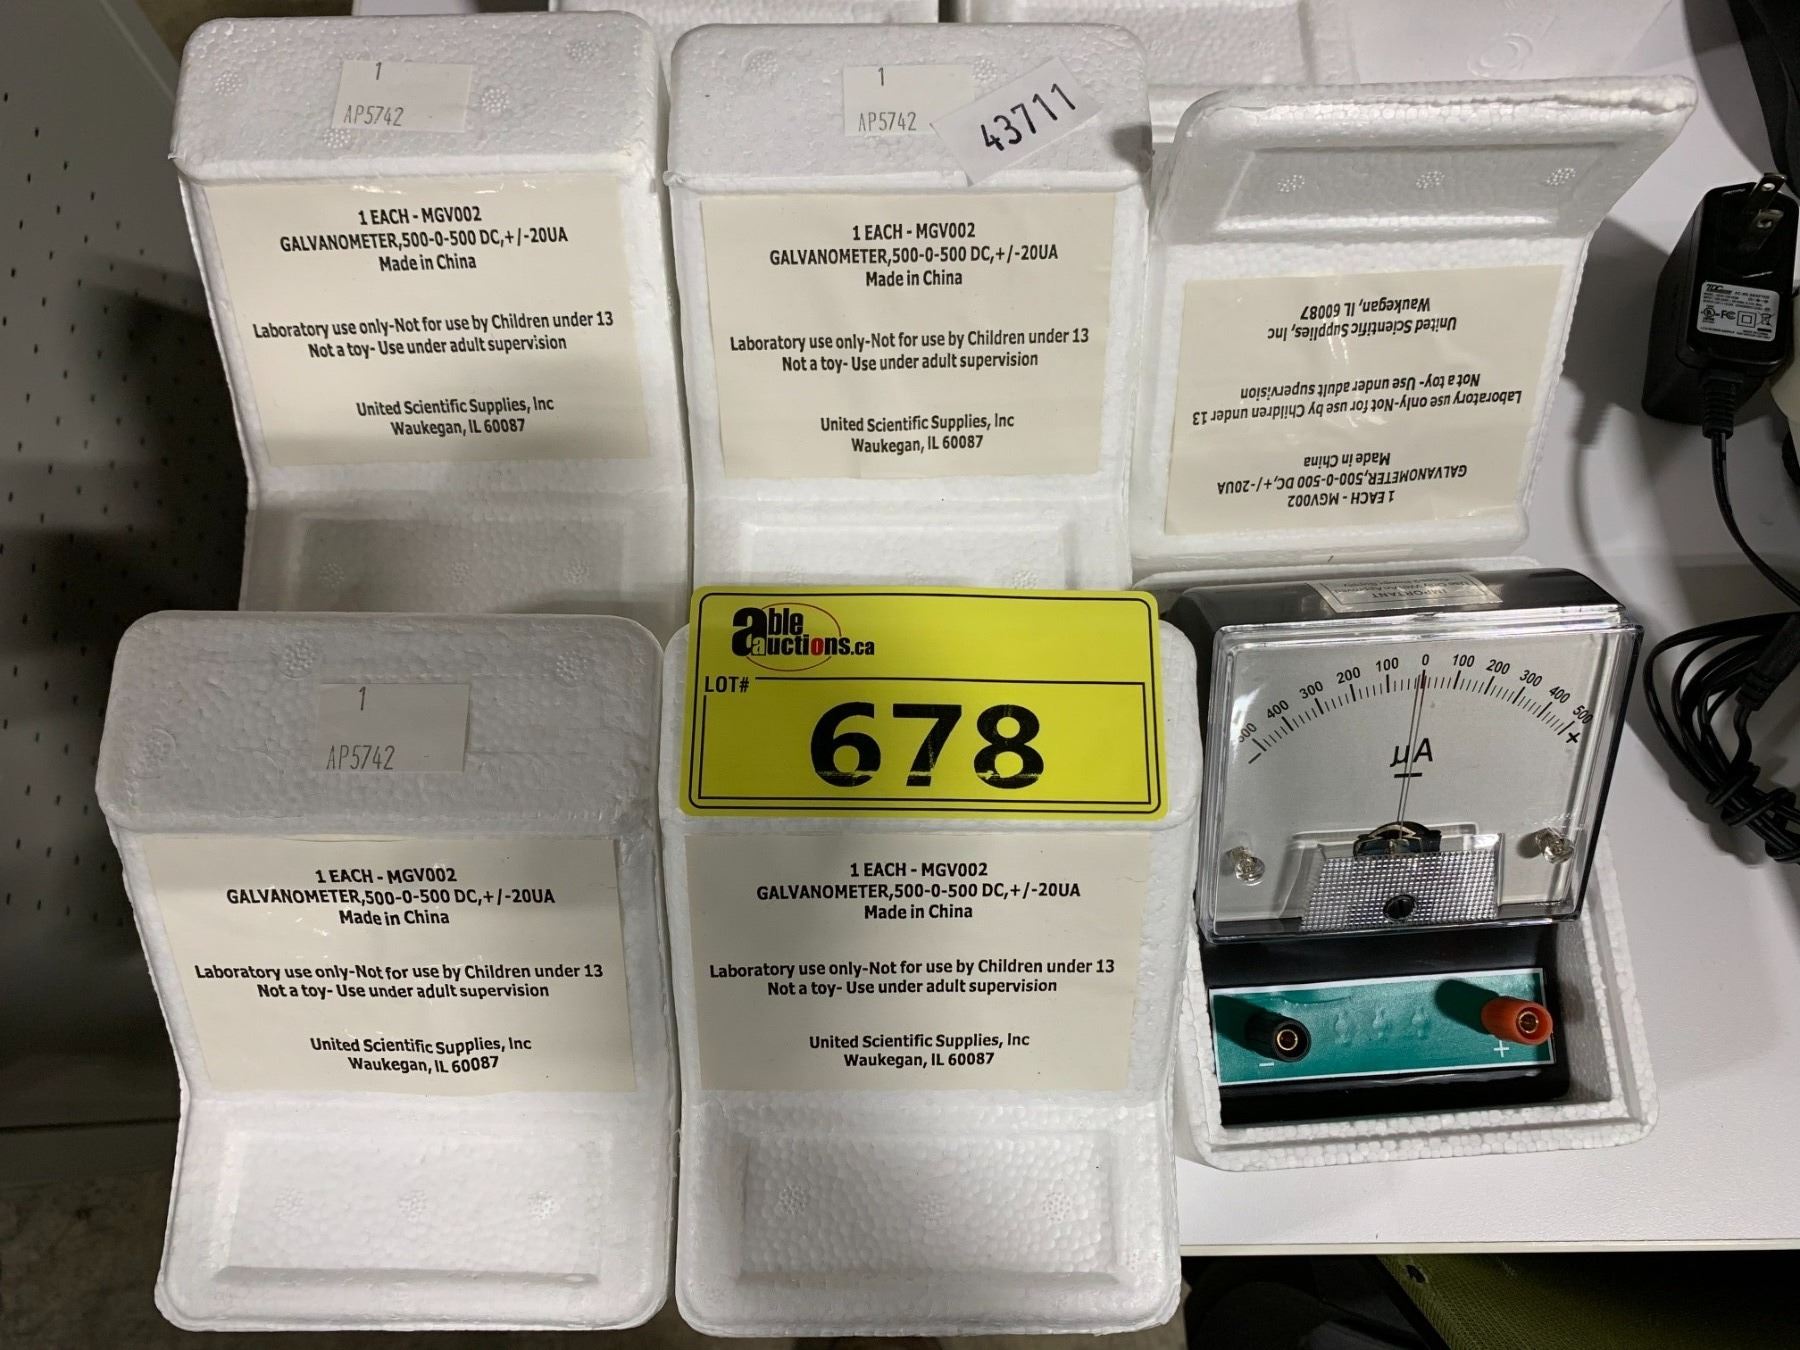 1
AP5742
1 EACH - MGV002
GALVANOMETER,500-0-500 DC,+/-20UA
Made in China
Laboratory use only-Not for use by Children under 13
Not a toy- Use under adult supervision
United Scientific Supplies, Inc
Waukegan, IL 60087
1
AP5742
43711
1 EACH - MGV002
GALVANOMETER,500-0-500 DC,+/-20UA
Made in China
Laboratory use only-Not for use by Children under 13
Not a toy- Use under adult supervision
United Scientific Supplies, Inc
Waukegan, IL 60087
1 EACH - MGV002
GALVANOMETER,500-0-500 DC,+/-20UA
Made in China
Laboratory use only-Not for use by Children under 13
Not a toy- Use under adult supervision
United Scientific Supplies, Inc
Waukegan, IL 60087
1
AP5742
1 EACH - MGV002
GALVANOMETER,500-0-500 DC,+/-20UA
Made in China
Laboratory use only-Not for use by Children under 13
Not a toy- Use under adult supervision
United Scientific Supplies, Inc
Waukegan, IL 60087
able
auctions.ca
LOT#
678
1 EACH - MGV002
GALVANOMETER,500-0-500 DC,+/-20UA
Made in China
Laboratory use only-Not for use by Children under 13
Not a toy- Use under adult supervision
United Scientific Supplies, Inc
Waukegan, IL 60087
IMPORTANT
500 400 300 200 100 0 100 200 300 400 500
- +
µA
- +